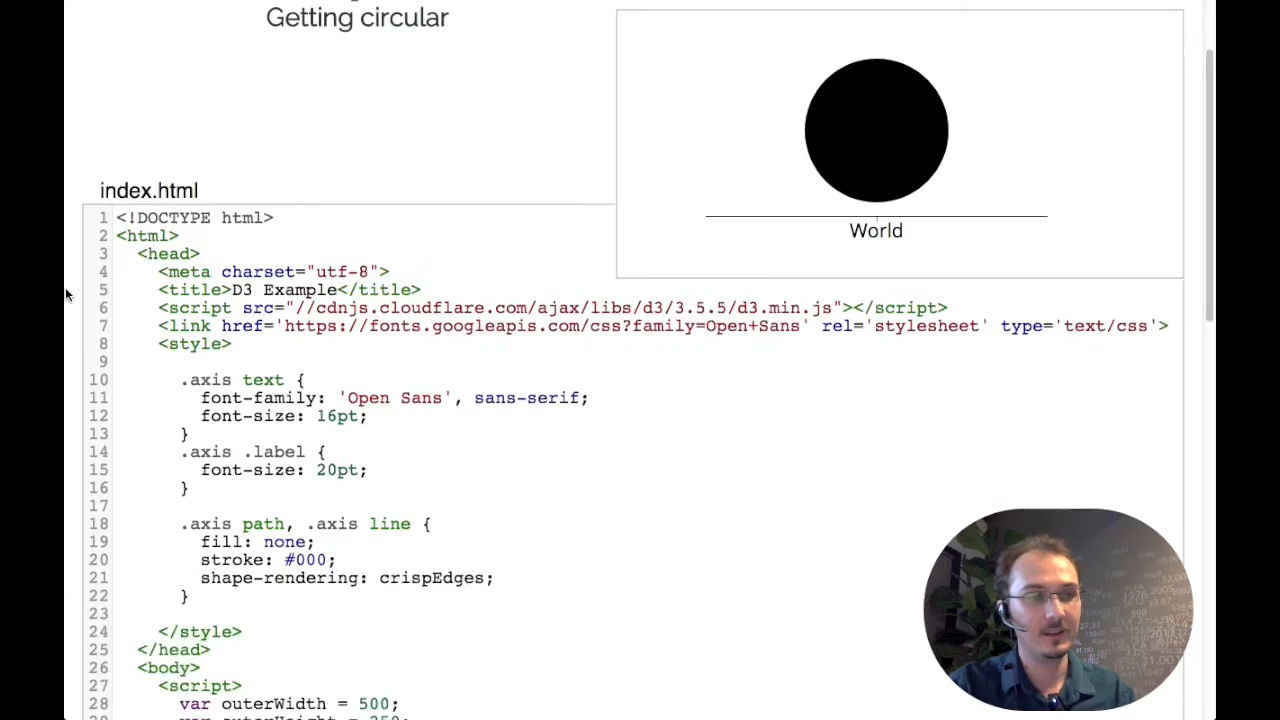 Getting circular
World
index.html
1 <!DOCTYPE html>
2 <html>
3 <head>
4 <meta charset="utf-8">
5 <title>D3 Example</title>
6 <script src="//cdnjs.cloudflare.com/ajax/libs/d3/3.5.5/d3.min.js"></script>
7 <link href='https://fonts.googleapis.com/css?family=Open+Sans' rel='stylesheet' type='text/css'>
8 <style>
9
10 .axis text {
11 font-family: 'Open Sans', sans-serif;
12 font-size: 16pt;
13 }
14 .axis .label {
15 font-size: 20pt;
16 }
17
18 .axis path, .axis line {
19 fill: none;
20 stroke: #000;
21 shape-rendering: crispEdges;
22 }
23
24 </style>
25 </head>
26 <body>
27 <script>
28 var outerWidth = 500;